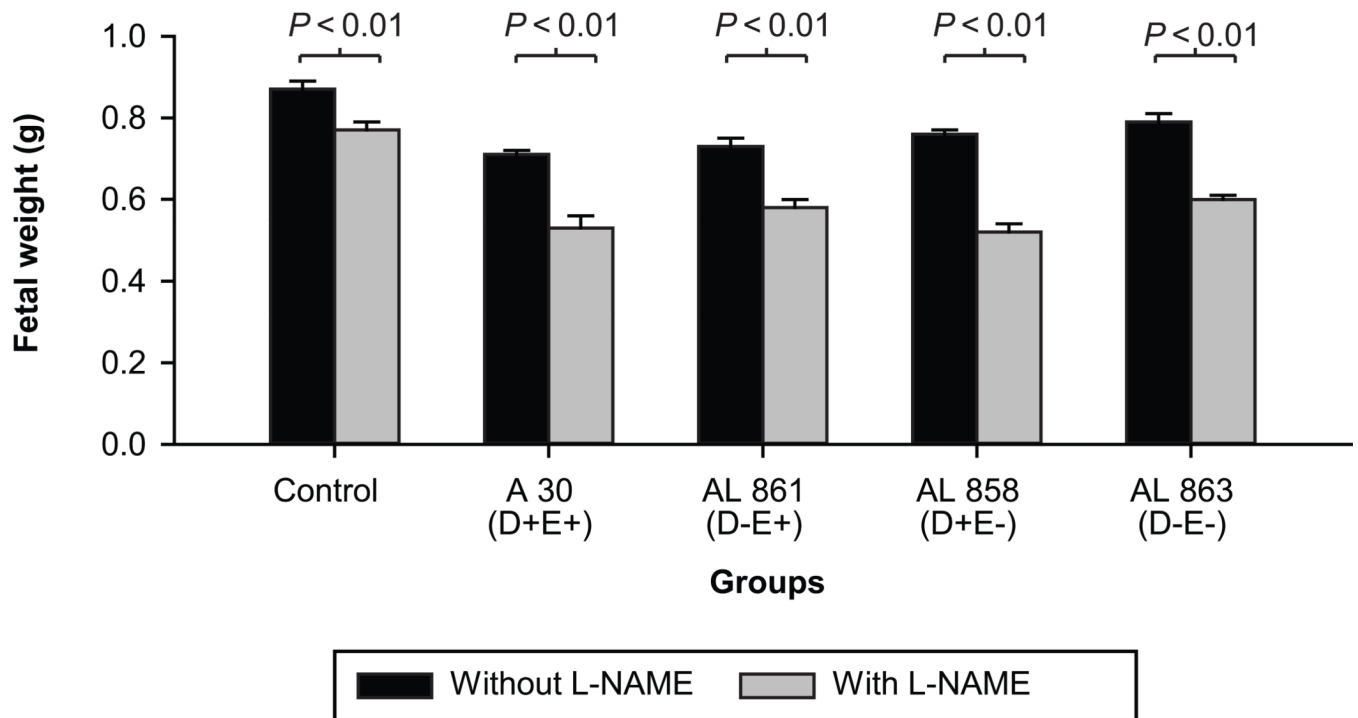 P < 0.01 P < 0.01 P < 0.01 P < 0.01 P < 0.01
1.0
0.8
0.6
0.4
0.2
0.0
Fetal weight (g)
Control A 30 AL 861 AL 858 AL 863
(D+E+) (D-E+) (D+E-) (D-E-)
Groups
Without L-NAME With L-NAME